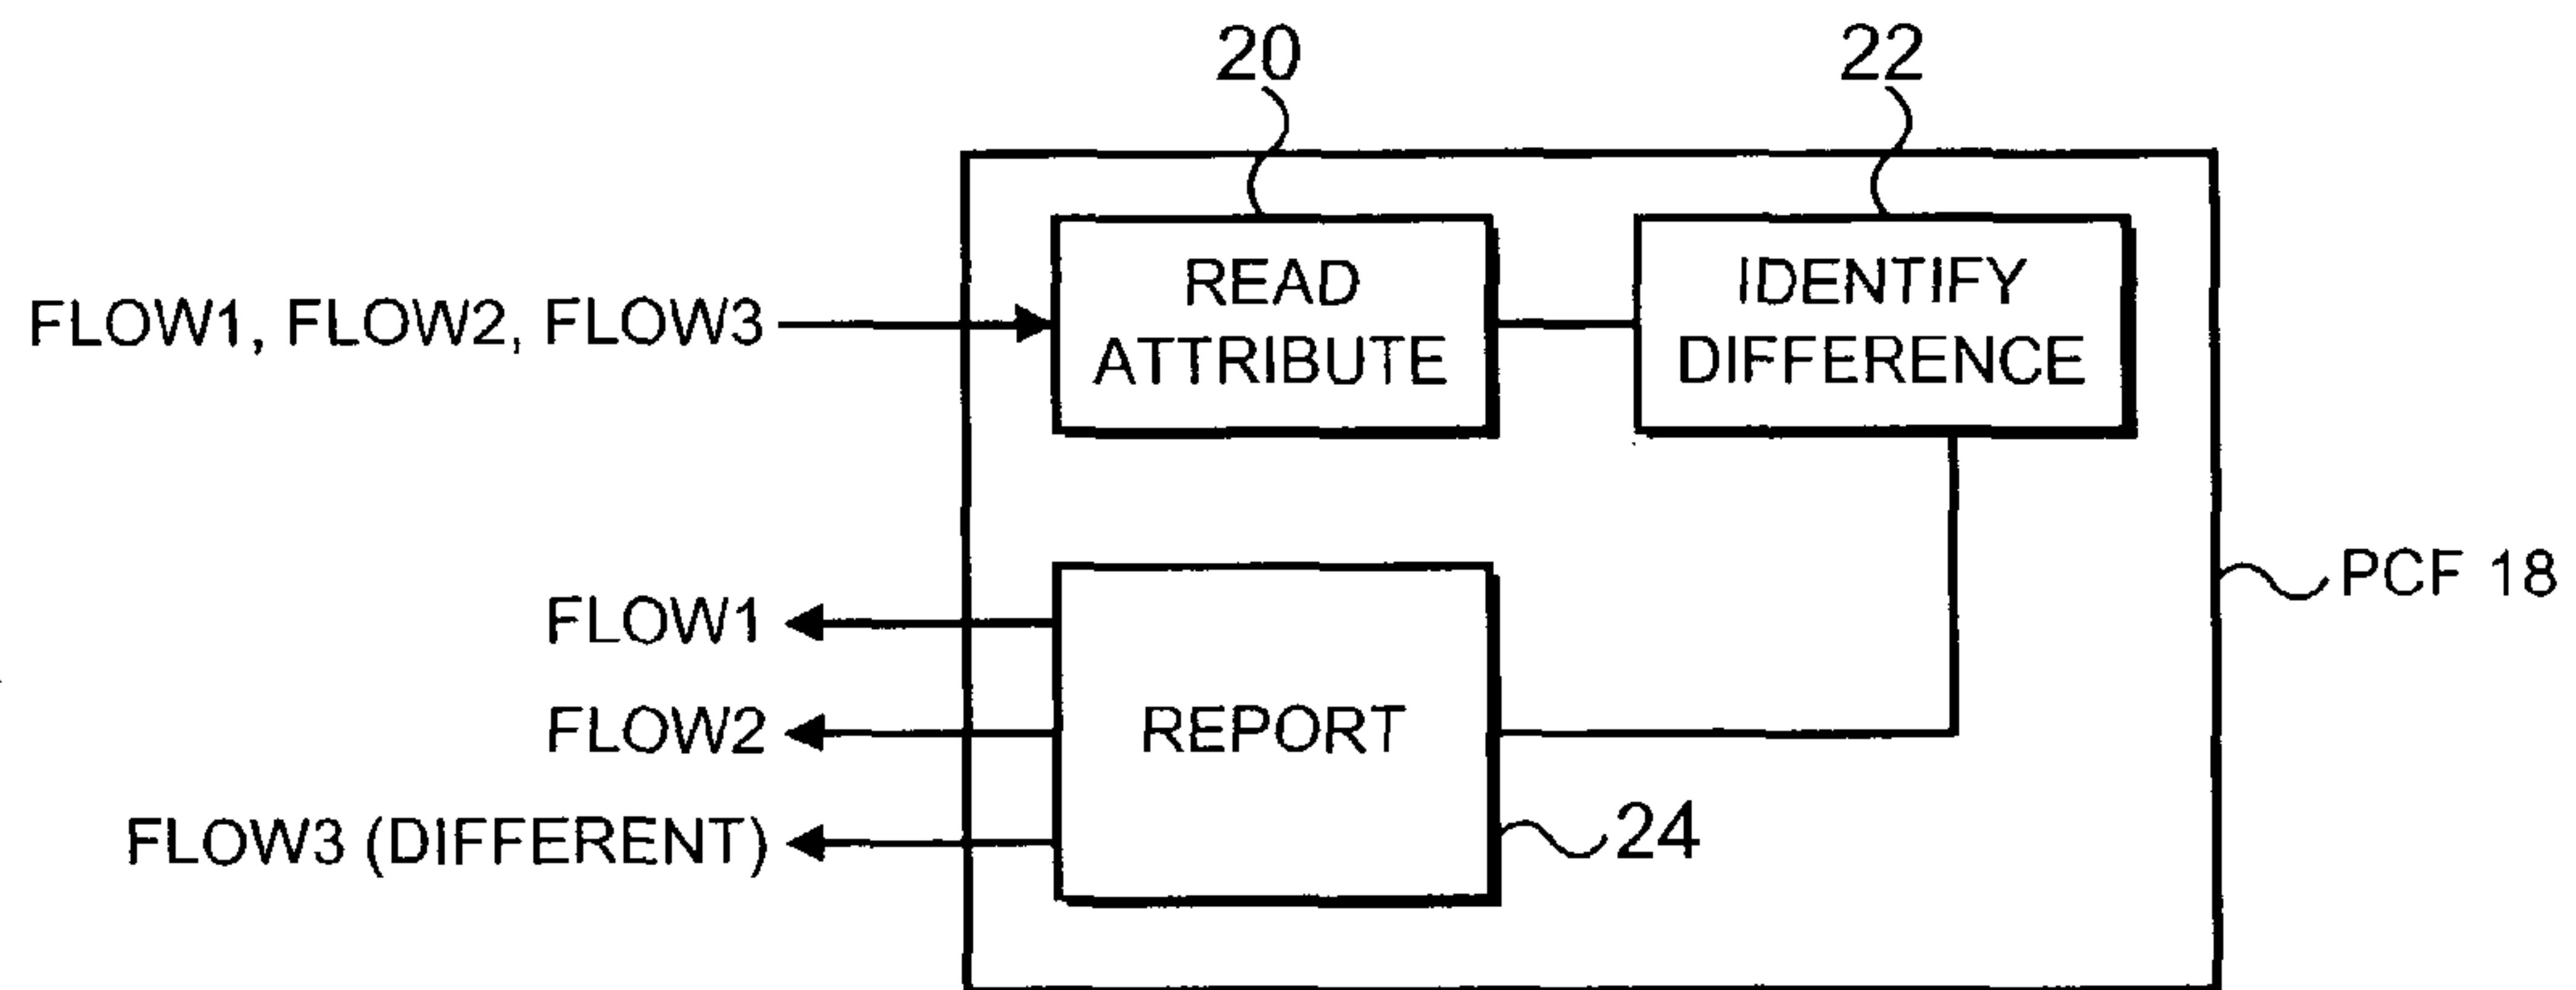 20
22
FLOW1, FLOW2, FLOW3
READ
ATTRIBUTE
IDENTIFY
DIFFERENCE
PCF 18
FLOW1
FLOW2
FLOW3 (DIFFERENT)
REPORT
24